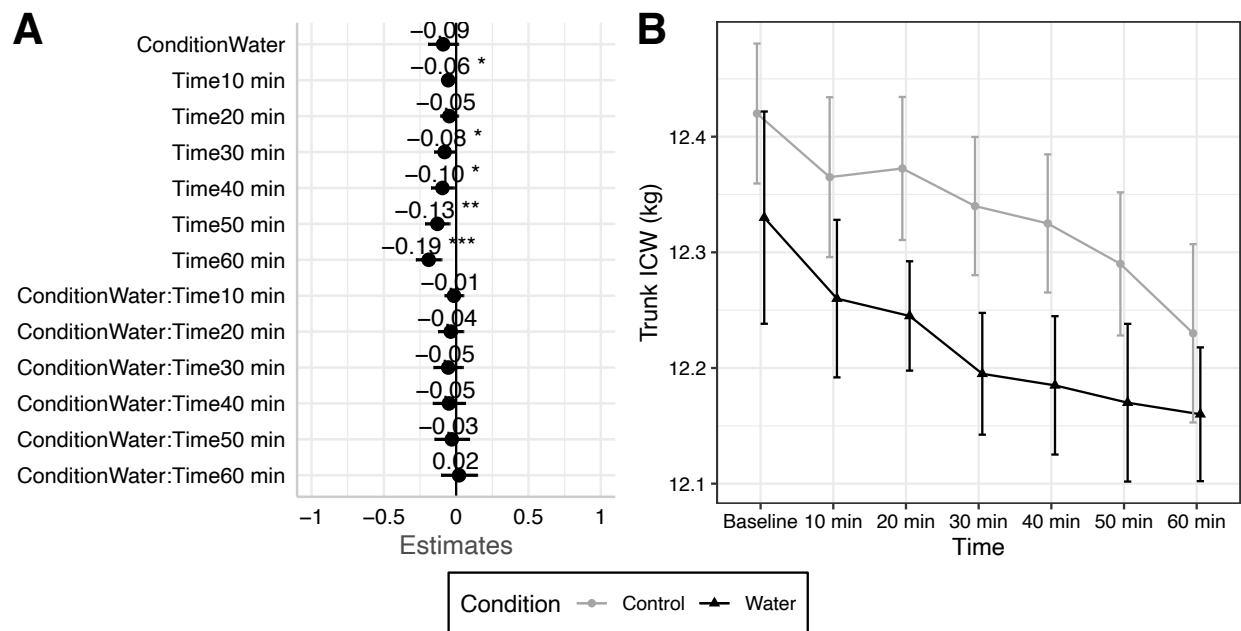 A
ConditionWater
−0.09
Time10 min
−0.06 *
Time20 min
−0.05
Time30 min
−0.08 *
Time40 min
−0.10 *
Time50 min
−0.13 **
Time60 min
−0.19 ***
ConditionWater:Time10 min
−0.01
ConditionWater:Time20 min
−0.04
ConditionWater:Time30 min
−0.05
ConditionWater:Time40 min
−0.05
ConditionWater:Time50 min
−0.03
ConditionWater:Time60 min
0.02
−1 −0.5 0 0.5 1
Estimates
B
Trunk ICW (kg)
12.4
12.3
12.2
12.1
Baseline 10 min 20 min 30 min 40 min 50 min 60 min
Time
Condition Control Water